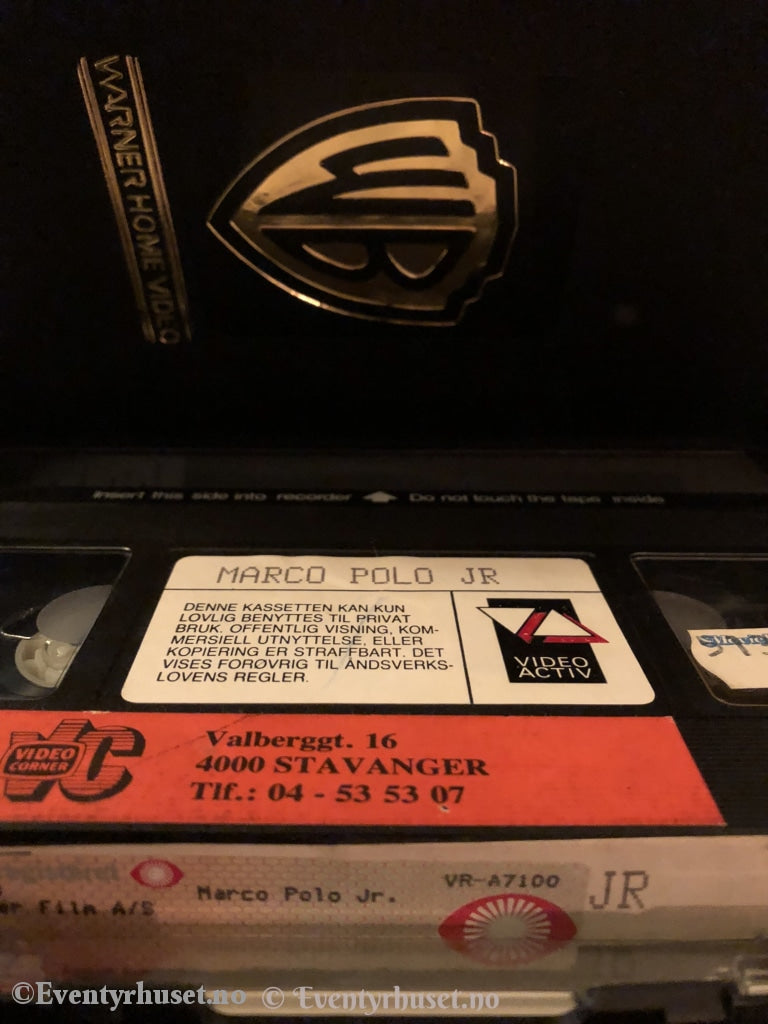 WARNER HOME VIDEO
WB
Insert this side into recorder Do not touch the tape inside
MARCO POLO JR
DENNE KASSETTEN KAN KUN
LOVLIG BENYTTES TIL PRIVAT
BRUK. OFFENTLIG VISNING, KOM-
MERSIELL UTNYTTELSE, ELLER
KOPIERING ER STRAFFBART. DET
VISES FORØVRIG TIL ÅNDSVERKS-
LOVENS REGLER.
VIDEO
ACTIV
VIDEO
CORNER
VC
Valberggt. 16
4000 STAVANGER
Tlf.: 04 - 53 53 07
Film A/S
Marco Polo Jr.
VR-A7100
JR
©Eventyrhuset.no © Eventyrhuset.no